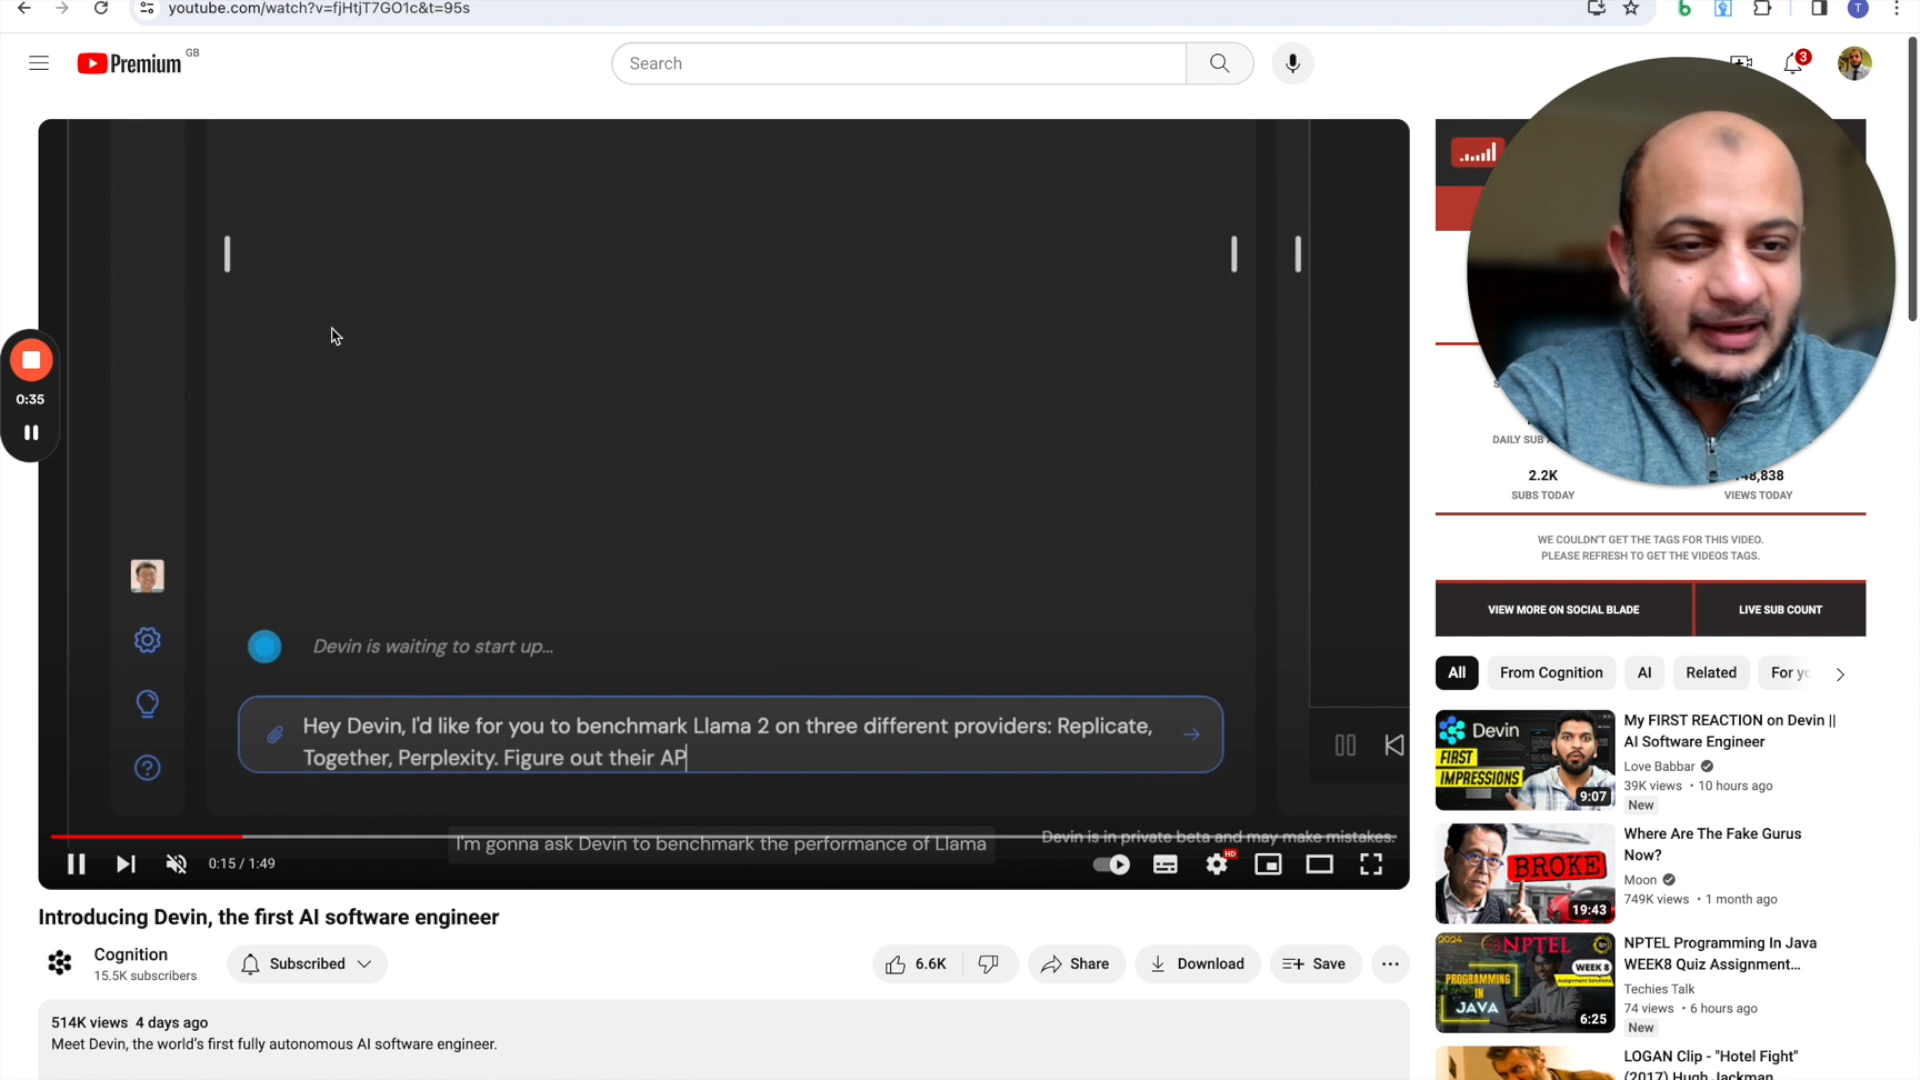 youtube.com/watch?v=fjHtjT7GO1c&t=95s
T
Premium GB
Search
3
0:35
Devin is waiting to start up...
Hey Devin, I'd like for you to benchmark Llama 2 on three different providers: Replicate,
Together, Perplexity. Figure out their AP
I'm gonna ask Devin to benchmark the performance of Llama
Devin is in private beta and may make mistakes.
0:15 / 1:49
HD
Introducing Devin, the first AI software engineer
Cognition
15.5K subscribers
Subscribed
6.6K
Share
Download
Save
514K views 4 days ago
Meet Devin, the world's first fully autonomous AI software engineer.
DAILY SUB
2.2K
SUBS TODAY
VIEWS TODAY
WE COULDN'T GET THE TAGS FOR THIS VIDEO.
PLEASE REFRESH TO GET THE VIDEOS TAGS.
VIEW MORE ON SOCIAL BLADE
LIVE SUB COUNT
All
From Cognition
AI
Related
For yo
Devin
FIRST
IMPRESSIONS
9:07
My FIRST REACTION on Devin ||
AI Software Engineer
Love Babbar
39K views • 10 hours ago
New
BROKE
19:43
Where Are The Fake Gurus
Now?
Moon
749K views • 1 month ago
2024
NPTEL
WEEK 8
PROGRAMMING
IN
JAVA
6:25
NPTEL Programming In Java
WEEK8 Quiz Assignment...
Techies Talk
74 views • 6 hours ago
New
LOGAN Clip - "Hotel Fight"
(2017) Hugh Jackman